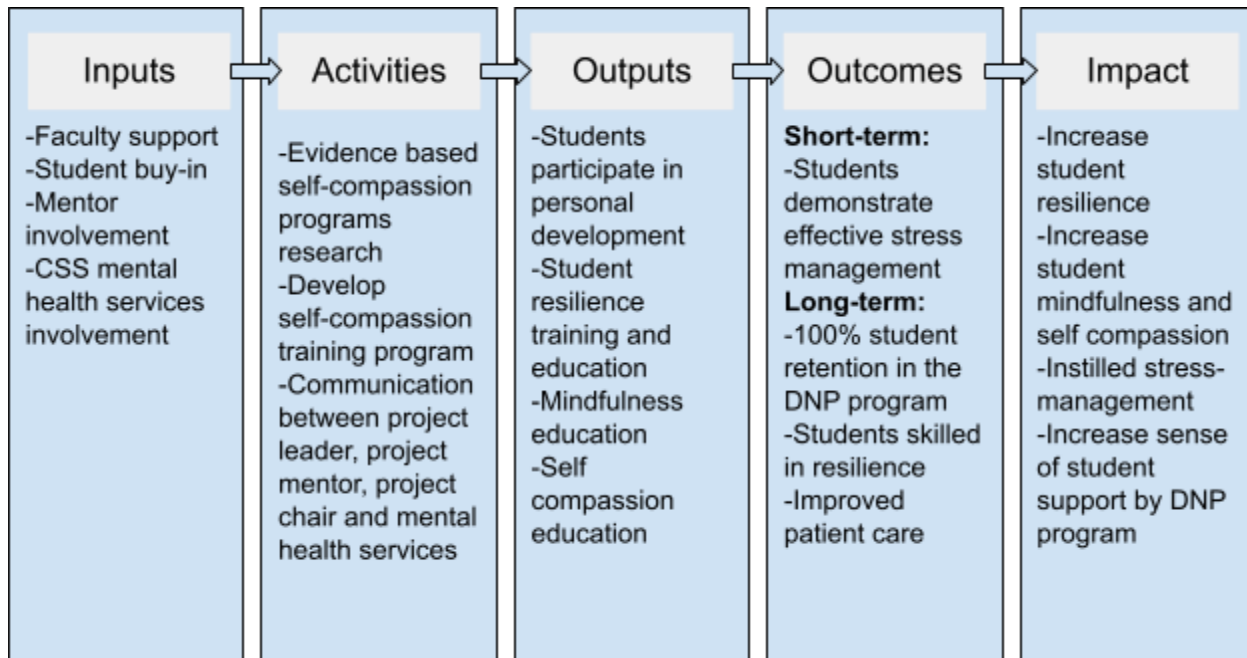 Inputs
-Faculty support
-Student buy-in
-Mentor
involvement
-CSS mental
health services
involvement
Activities
-Evidence based
self-compassion
programs
research
-Develop
self-compassion
training program
-Communication
between project
leader, project
mentor, project
chair and mental
health services
Outputs
-Students
participate in
personal
development
-Student
resilience
training and
education
-Mindfulness
education
-Self
compassion
education
Outcomes
Short-term:
-Students
demonstrate
effective stress
management
Long-term:
-100% student
retention in the
DNP program
-Students skilled
in resilience
-Improved
patient care
Impact
-Increase
student
resilience
-Increase
student
mindfulness and
self compassion
-Instilled stress-
management
-Increase sense
of student
support by DNP
program